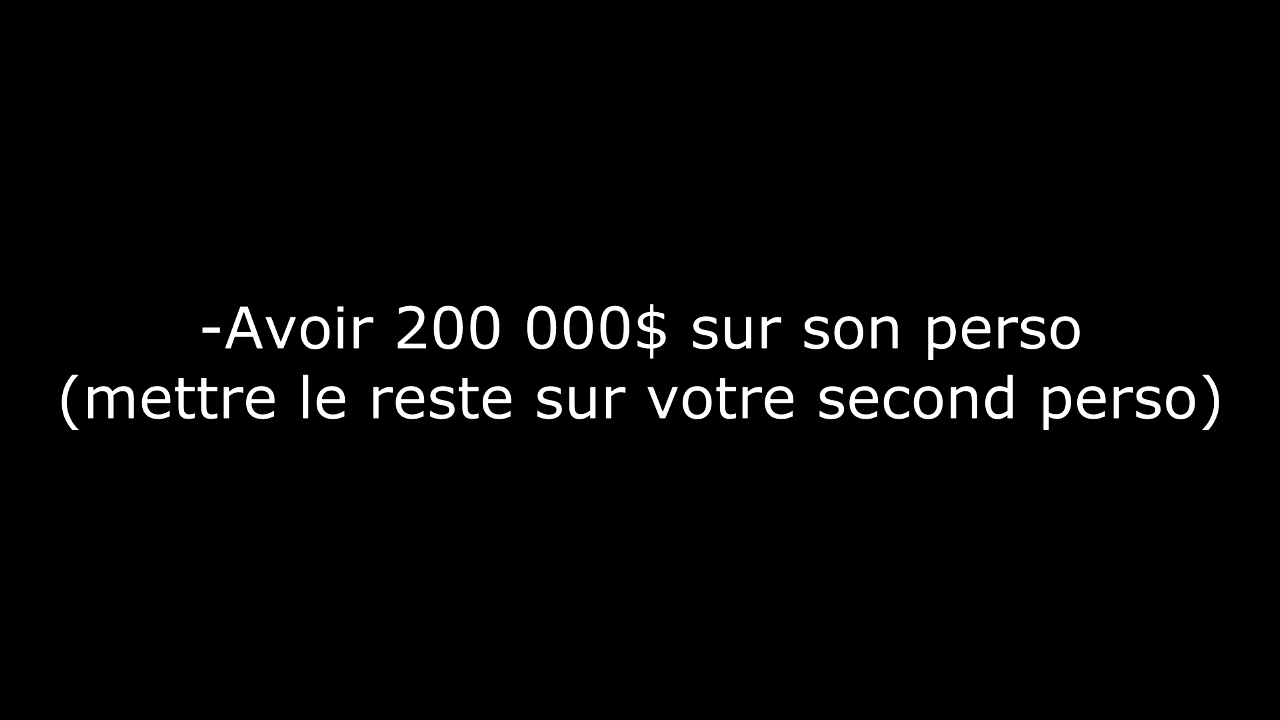 -Avoir 200 000$ sur son perso
(mettre le reste sur votre second perso)